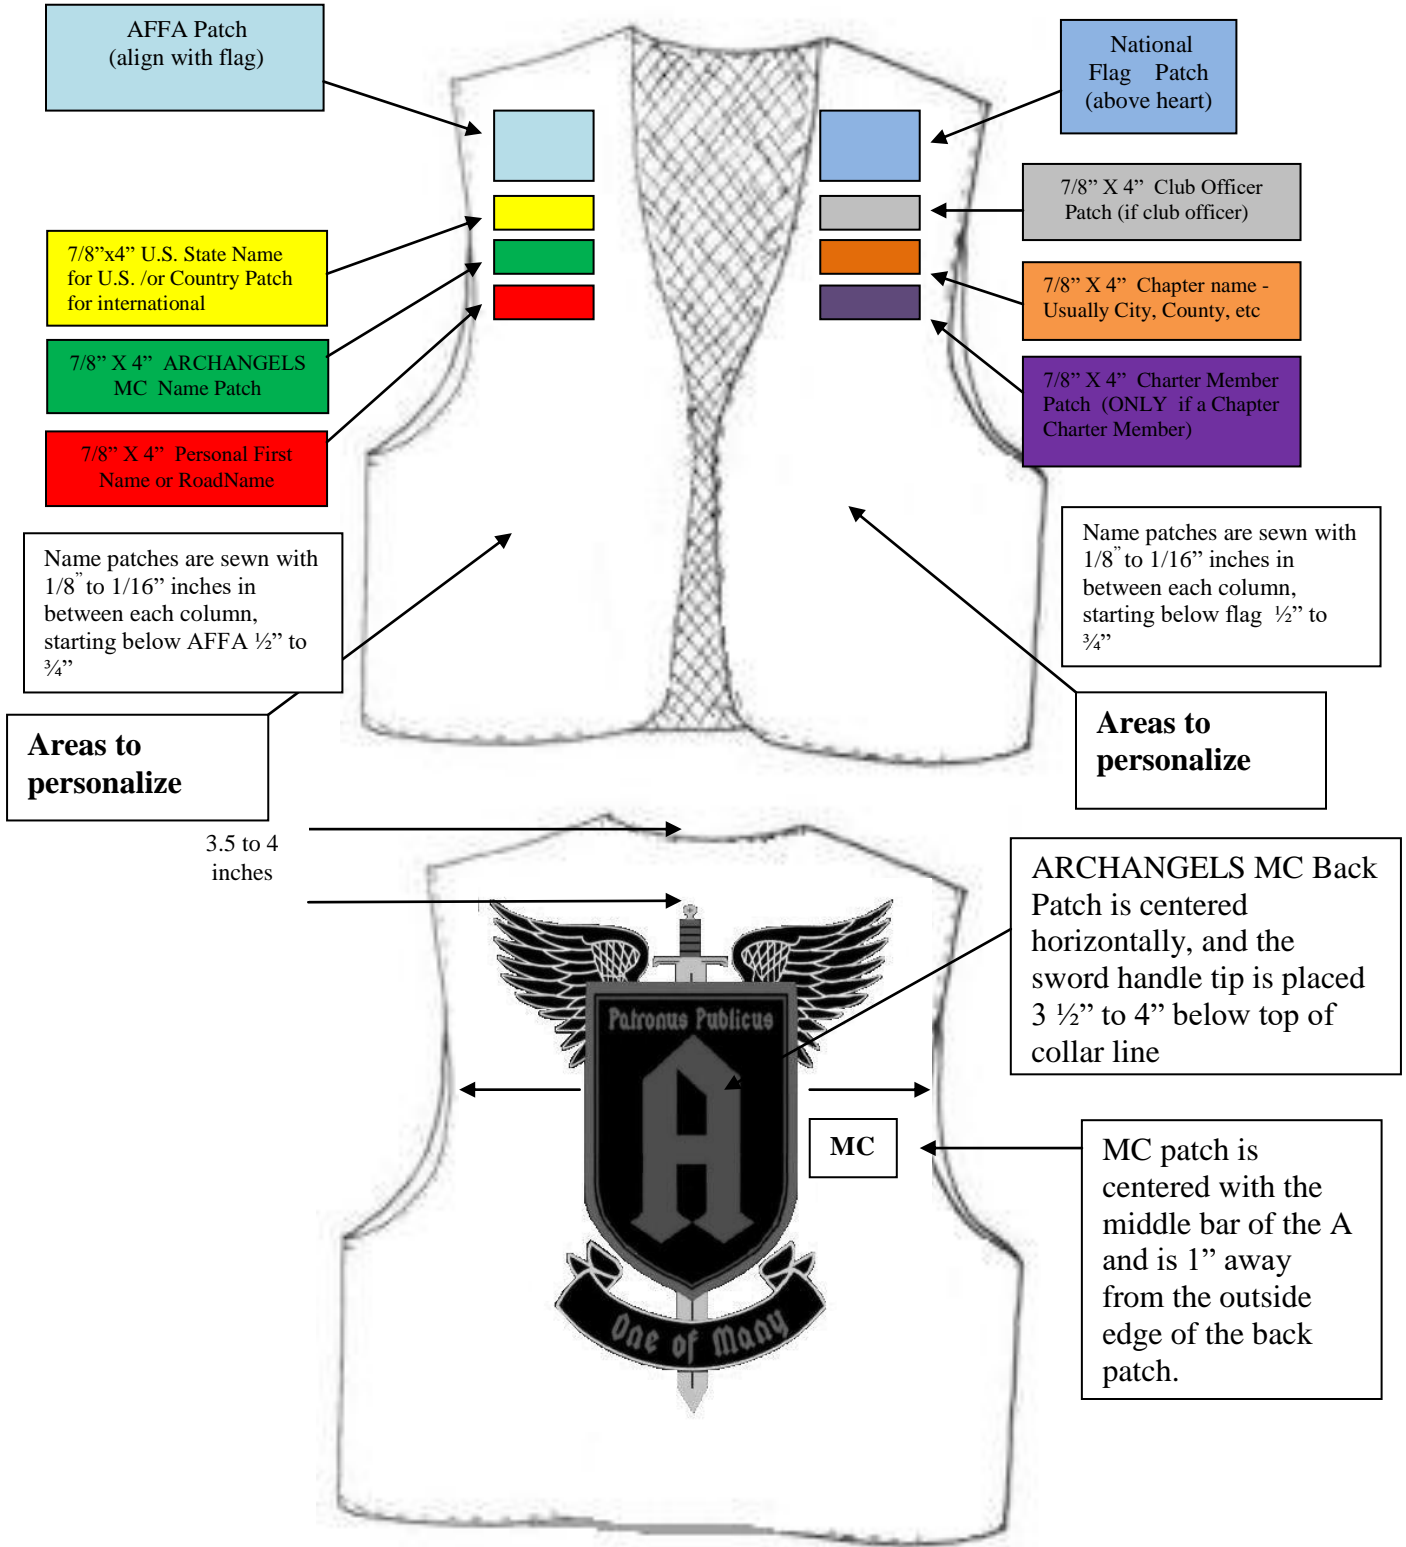 AFFA Patch
(align with flag)
National
Flag Patch
(above heart)
7/8” X 4” Club Officer
Patch (if club officer)
7/8”x4” U.S. State Name
for U.S. /or Country Patch
for international
7/8” X 4” Chapter name -
Usually City, County, etc
7/8” X 4” ARCHANGELS
MC Name Patch
7/8” X 4” Charter Member
Patch (ONLY if a Chapter
Charter Member)
7/8” X 4” Personal First
Name or RoadName
Name patches are sewn with
1/8” to 1/16” inches in
between each column,
starting below AFFA ½” to
¾”
Name patches are sewn with
1/8” to 1/16” inches in
between each column,
starting below flag ½” to
¾”
Areas to
personalize
Areas to
personalize
3.5 to 4
inches
ARCHANGELS MC Back
Patch is centered
horizontally, and the
sword handle tip is placed
3 ½” to 4” below top of
collar line
Patronus Publicus
A
MC
MC patch is
centered with the
middle bar of the A
and is 1” away
from the outside
edge of the back
patch.
One of Many